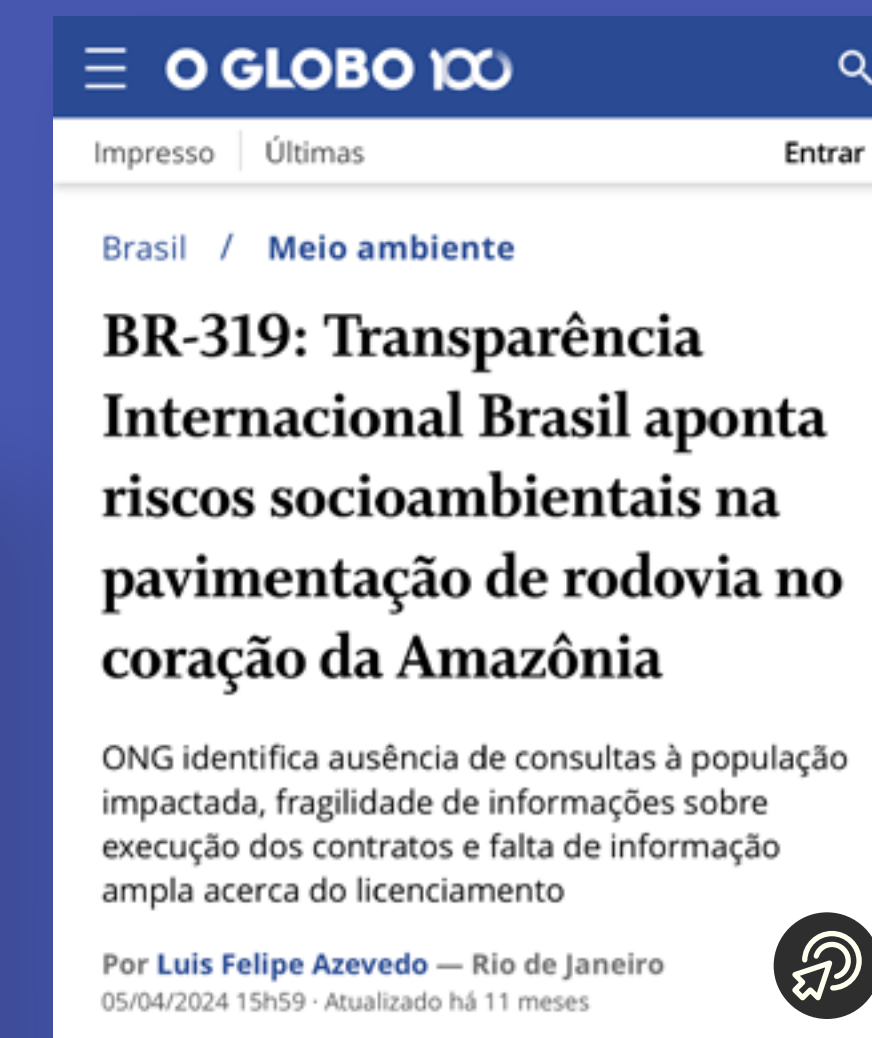 O GLOBO 100
Impresso
Últimas
Entrar
Brasil / Meio ambiente
BR-319: Transparência
Internacional Brasil aponta
riscos socioambientais na
pavimentação de rodovia no
coração da Amazônia
ONG identifica ausência de consultas à população
impactada, fragilidade de informações sobre
execução dos contratos e falta de informação
ampla acerca do licenciamento
Por Luis Felipe Azevedo — Rio de Janeiro
05/04/2024 15h59 · Atualizado há 11 meses